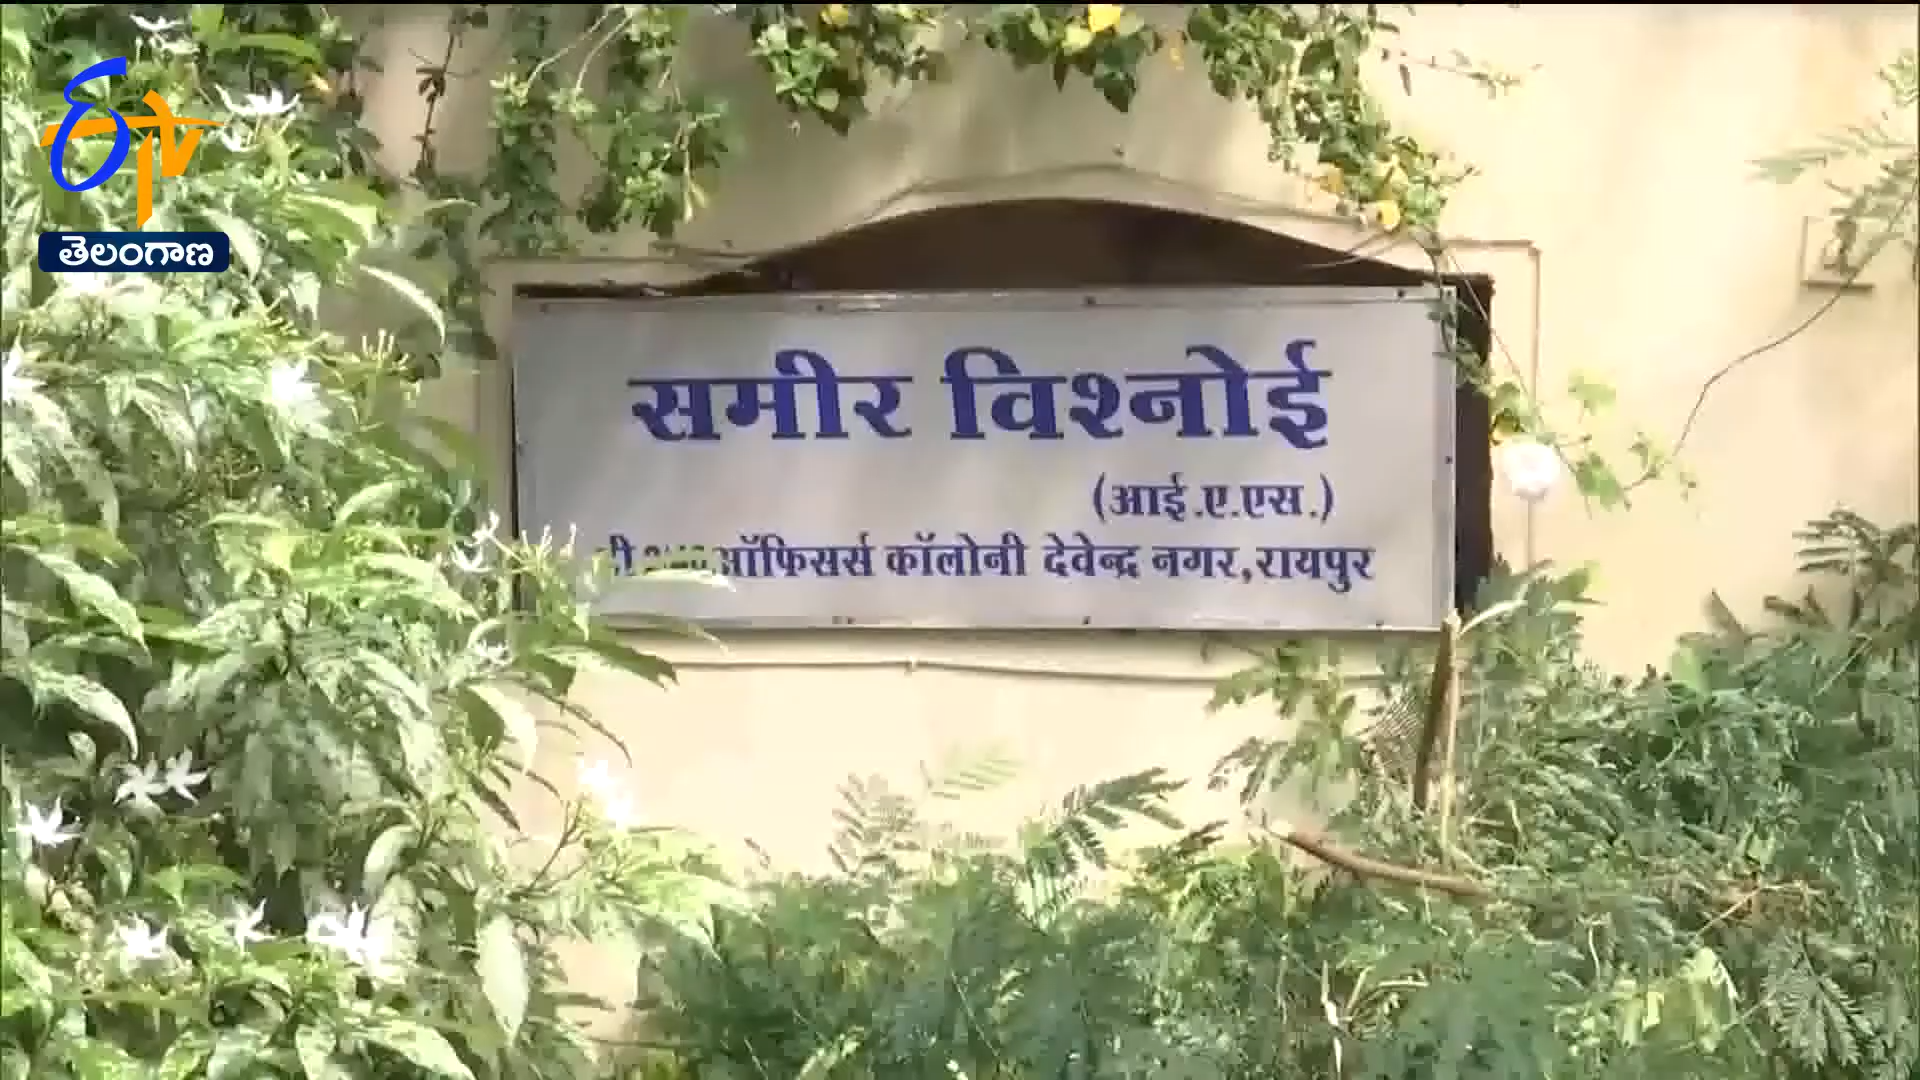 ETV
తెలంగాణ
समीर विश्नोई
(आई.ए.एस.)
ऑफिसर्स कॉलोनी देवेन्द्र नगर,रायपुर